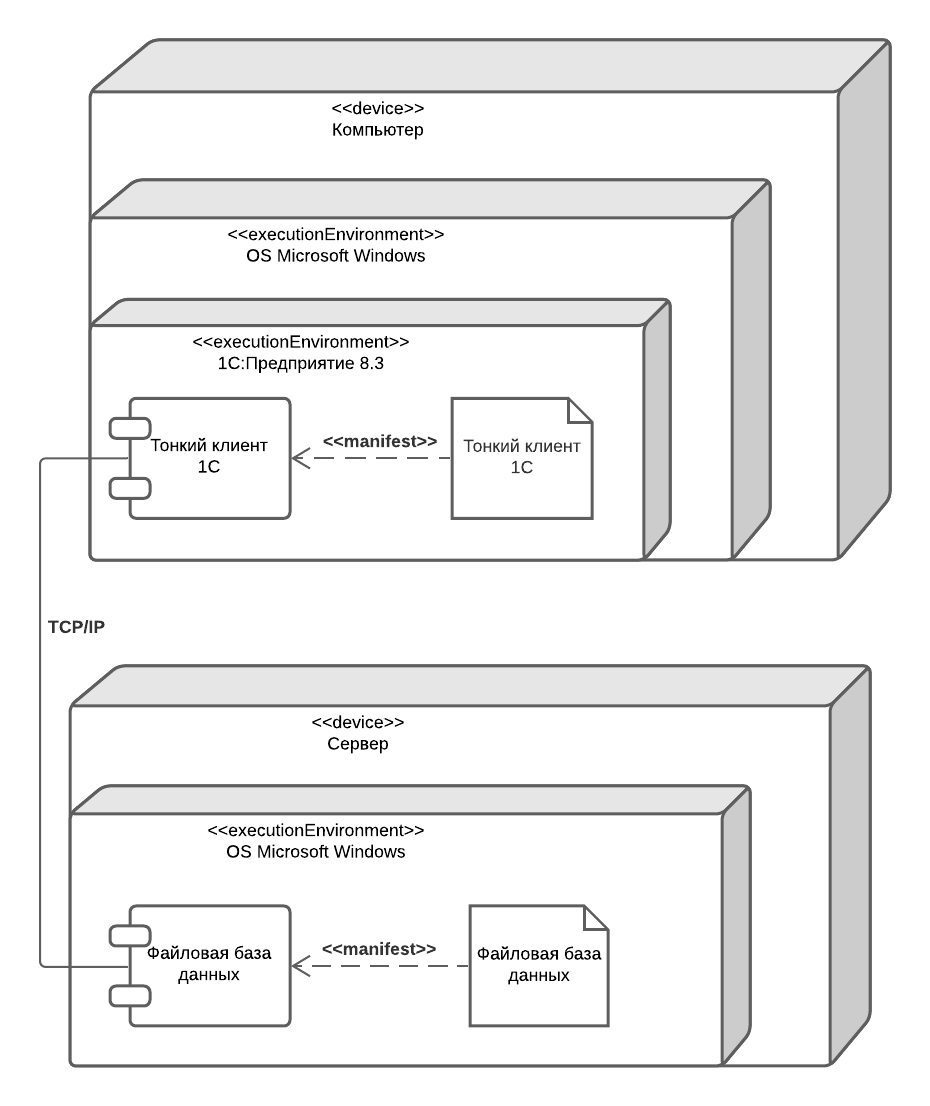 <<device>>
Компьютер
<<executionEnvironment>>
OS Microsoft Windows
<<executionEnvironment>>
1С:Предприятие 8.3
Тонкий клиент
1С
<<manifest>>
Тонкий клиент
1С
TCP/IP
<<device>>
Сервер
<<executionEnvironment>>
OS Microsoft Windows
Файловая база
данных
<<manifest>>
Файловая база
данных